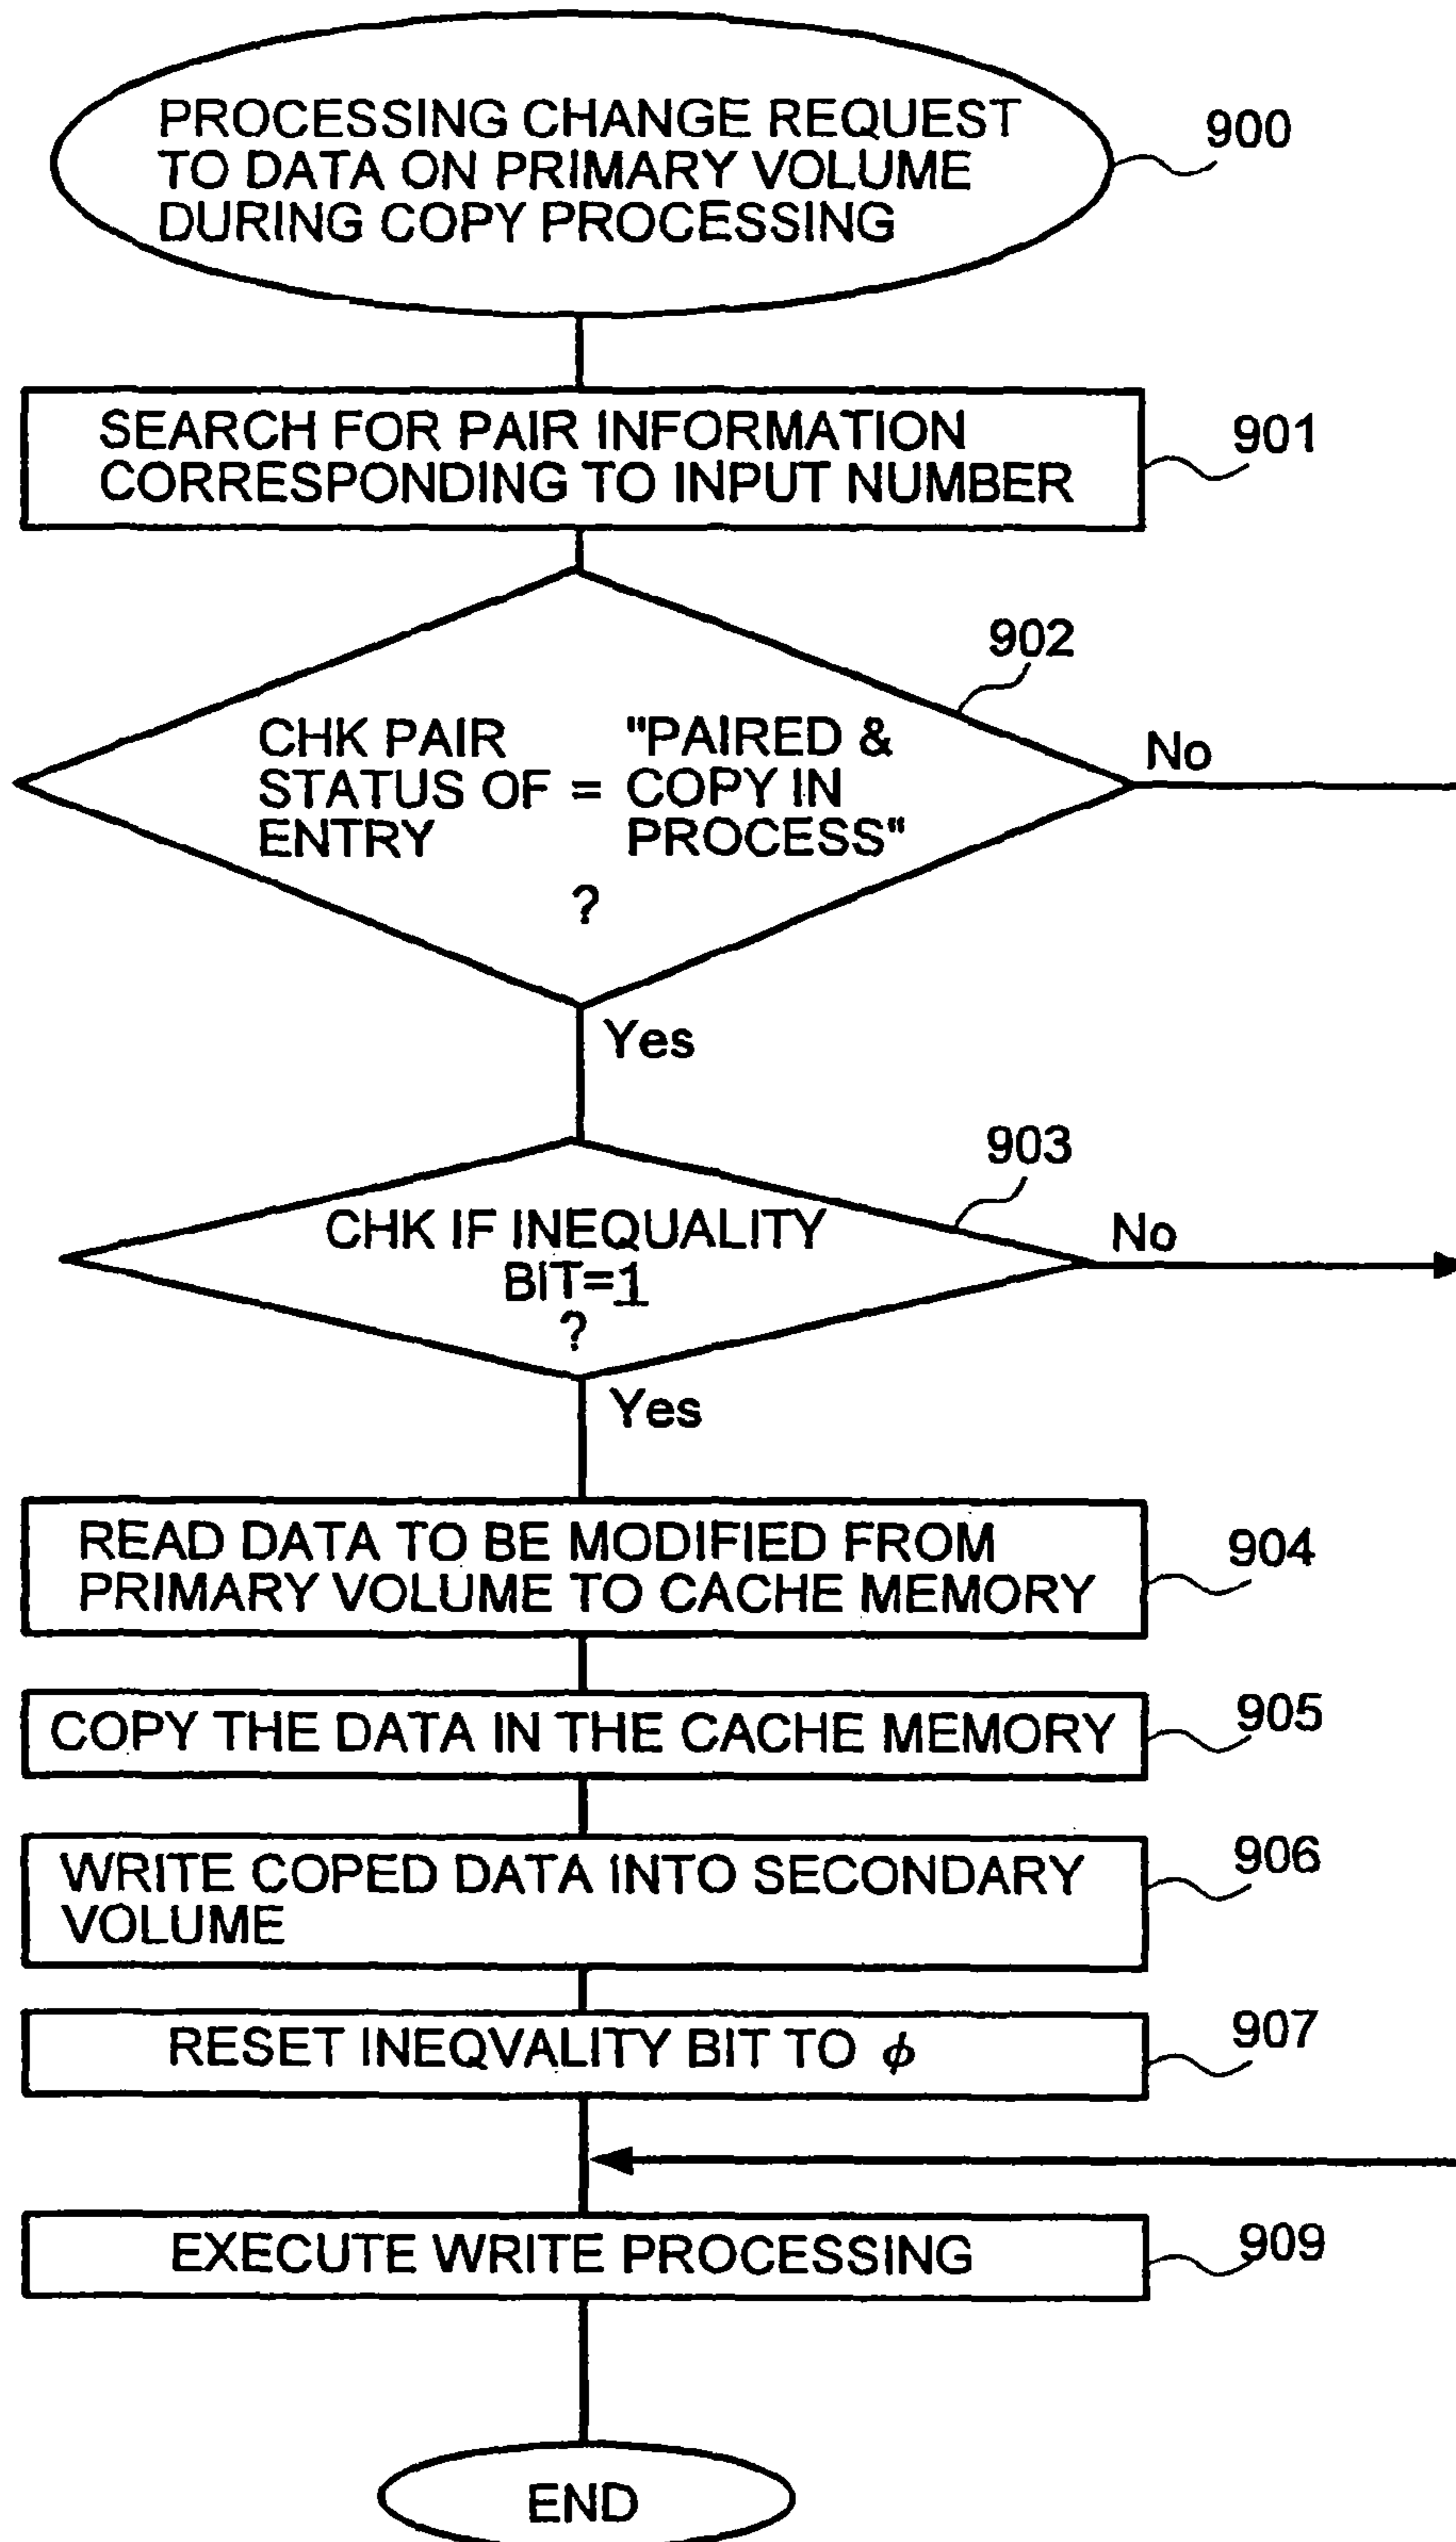 PROCESSING CHANGE REQUEST
TO DATA ON PRIMARY VOLUME
DURING COPY PROCESSING
900
SEARCH FOR PAIR INFORMATION
CORRESPONDING TO INPUT NUMBER
901
902
CHK PAIR "PAIRED &
STATUS OF = COPY IN
ENTRY PROCESS"
?
No
Yes
903
CHK IF INEQUALITY
BIT=1
?
No
Yes
READ DATA TO BE MODIFIED FROM
PRIMARY VOLUME TO CACHE MEMORY
904
COPY THE DATA IN THE CACHE MEMORY
905
WRITE COPED DATA INTO SECONDARY
VOLUME
906
RESET INEQVALITY BIT TO ϕ
907
EXECUTE WRITE PROCESSING
909
END